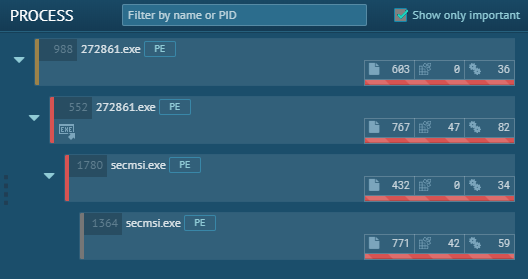 PROCESS Filter by name or PID Show only important
988 272861.exe PE
603 0 36
552 272861.exe PE
EXE
767 47 82
1780 secmsi.exe PE
432 0 34
1364 secmsi.exe PE
771 42 59